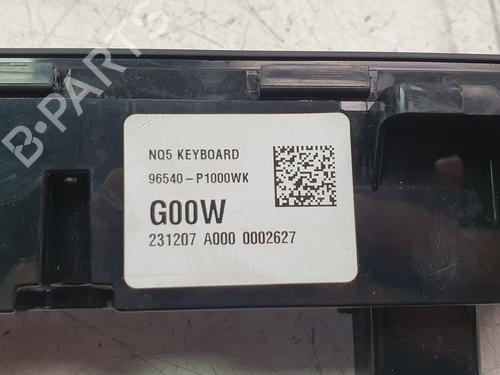 B-PARTS
NQ5 KEYBOARD
96540-P1000WK
G00W
231207 A000 0002627